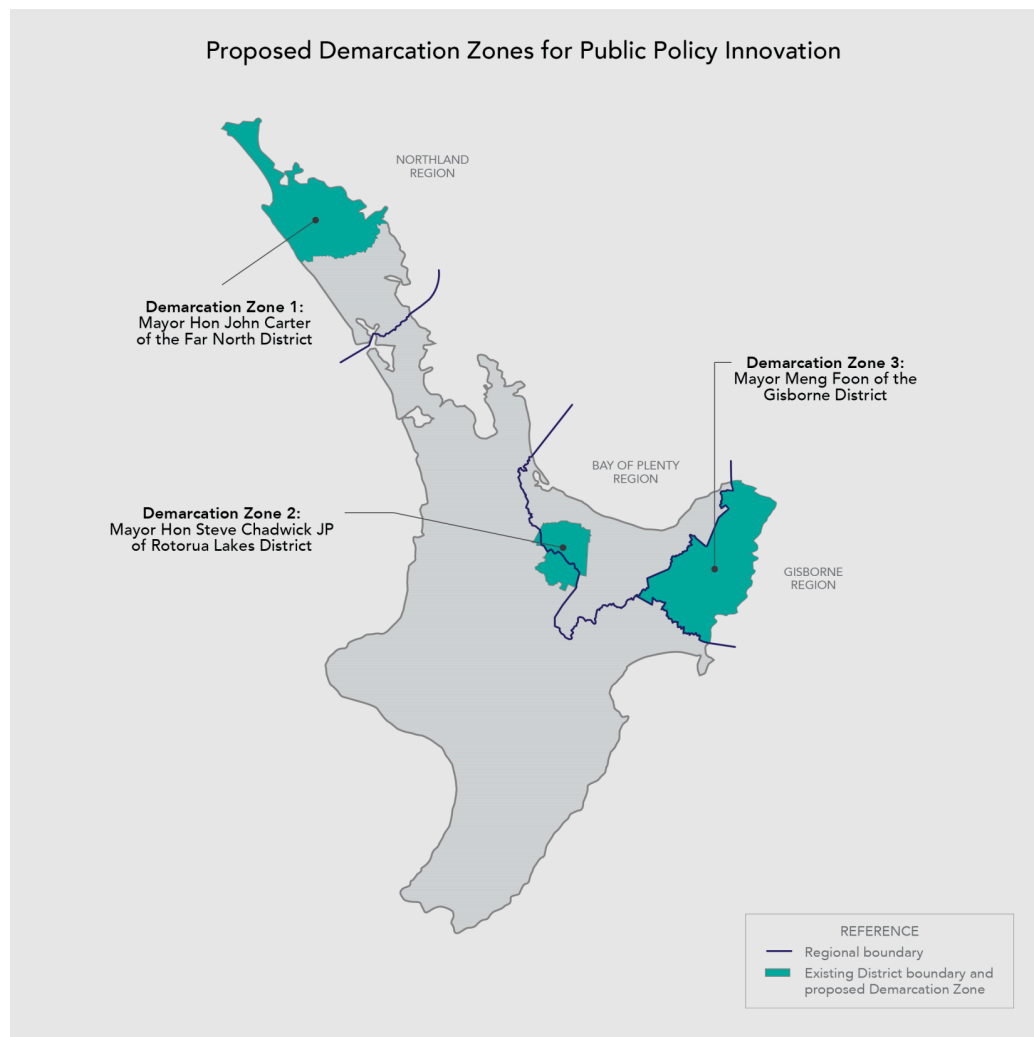 Proposed Demarcation Zones for Public Policy Innovation
NORTHLAND
REGION
Demarcation Zone 1:
Mayor Hon John Carter
of the Far North District
Demarcation Zone 3:
Mayor Meng Foon of the
Gisborne District
BAY OF PLENTY
REGION
Demarcation Zone 2:
Mayor Hon Steve Chadwick JP
of Rotorua Lakes District
GISBORNE
REGION
REFERENCE
Regional boundary
Existing District boundary and
proposed Demarcation Zone